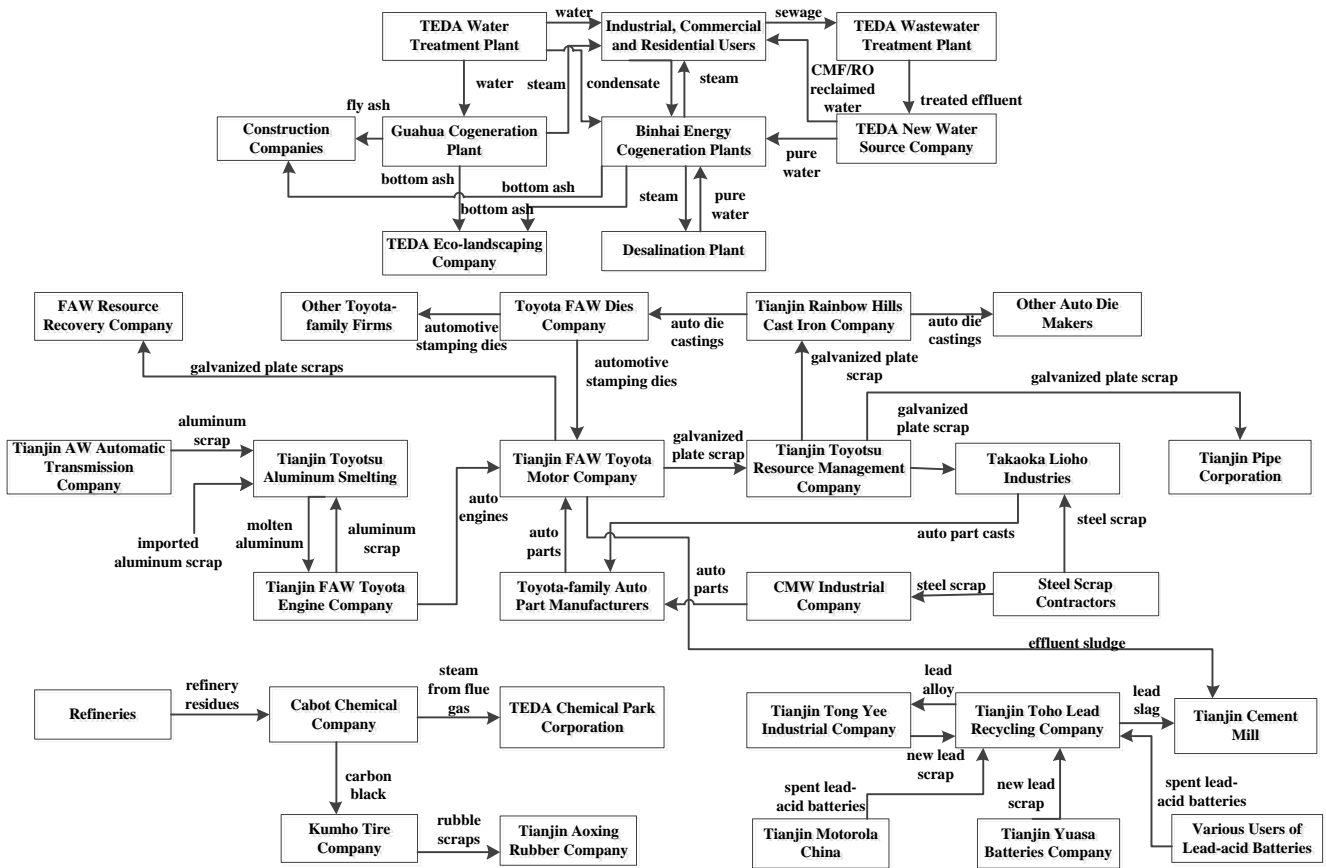 TEDA Water
Treatment Plant
water
Industrial, Commercial
and Residential Users
sewage
TEDA Wastewater
Treatment Plant
water
steam
condensate
steam
CMF/RO
reclaimed
water
treated effluent
fly ash
Construction
Companies
Guahua Cogeneration
Plant
Binhai Energy
Cogeneration Plants
TEDA New Water
Source Company
pure
water
bottom ash
bottom ash
bottom ash
steam
pure
water
TEDA Eco-landscaping
Company
Desalination Plant
FAW Resource
Recovery Company
Other Toyota-
family Firms
Toyota FAW Dies
Company
Tianjin Rainbow Hills
Cast Iron Company
Other Auto Die
Makers
automotive
stamping dies
auto die
castings
auto die
castings
galvanized plate scraps
automotive
stamping dies
galvanized plate
scrap
galvanized plate scrap
galvanized
plate scrap
Tianjin AW Automatic
Transmission
Company
aluminum
scrap
Tianjin Toyotsu
Aluminum Smelting
Tianjin FAW Toyota
Motor Company
galvanized
plate scrap
Tianjin Toyotsu
Resource Management
Company
Takaoka Lioho
Industries
Tianjin Pipe
Corporation
imported
aluminum scrap
molten
aluminum
aluminum
scrap
auto
engines
auto
parts
auto part casts
steel scrap
Tianjin FAW Toyota
Engine Company
Toyota-family Auto
Part Manufacturers
auto
parts
CMW Industrial
Company
steel scrap
Steel Scrap
Contractors
effluent sludge
Refineries
refinery
residues
Cabot Chemical
Company
steam
from flue
gas
TEDA Chemical Park
Corporation
Tianjin Tong Yee
Industrial Company
lead
alloy
new lead
scrap
Tianjin Toho Lead
Recycling Company
lead
slag
Tianjin Cement
Mill
carbon
black
spent lead-
acid batteries
new lead
scrap
spent lead-
acid batteries
Kumho Tire
Company
rubble
scraps
Tianjin Aoxing
Rubber Company
Tianjin Motorola
China
Tianjin Yuasa
Batteries Company
Various Users of
Lead-acid Batteries